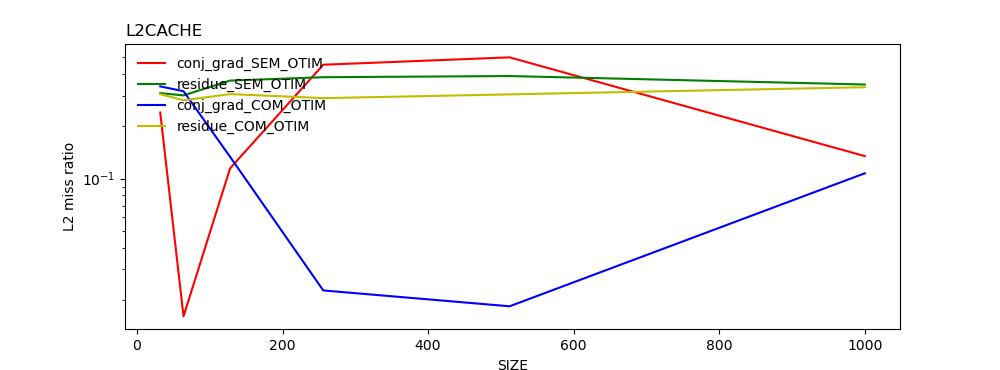 L2CACHE
conj_grad_SEM_OTIM
residue_SEM_OTIM
conj_grad_COM_OTIM
residue_COM_OTIM
L2 miss ratio
10⁻¹
0 200 400 600 800 1000
SIZE